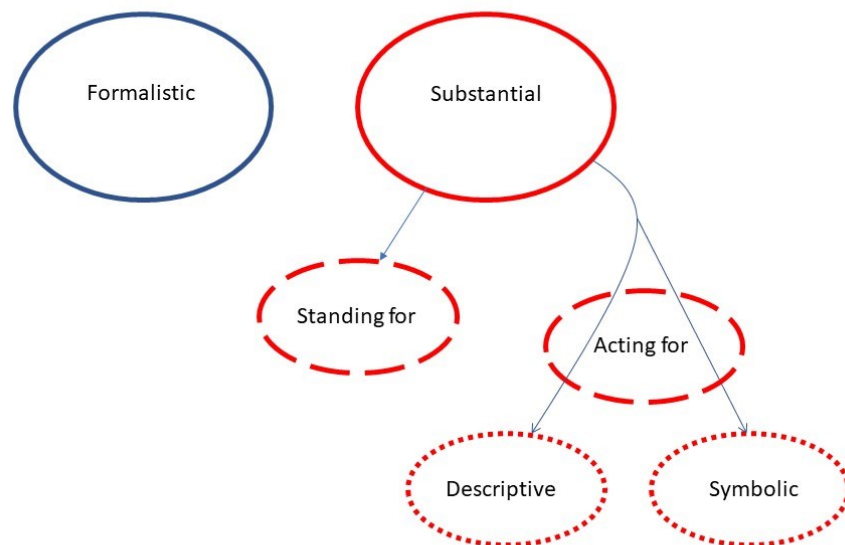 Formalistic
Substantial
Standing for
Acting for
Descriptive
Symbolic